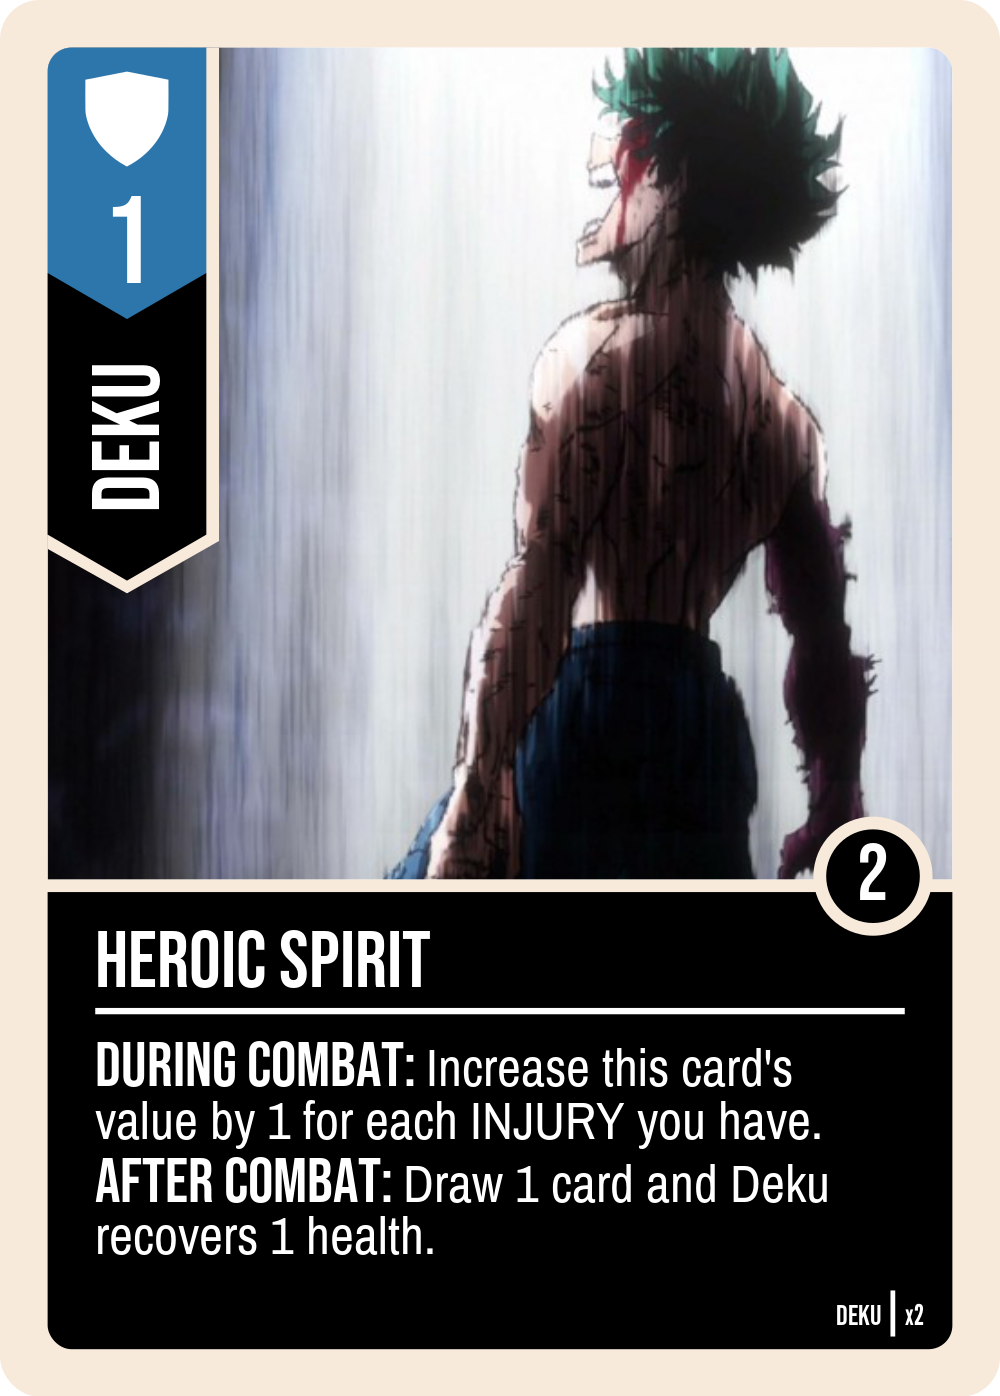 1
DEKU
2
HEROIC SPIRIT
DURING COMBAT: Increase this card's
value by 1 for each INJURY you have.
AFTER COMBAT: Draw 1 card and Deku
recovers 1 health.
DEKU | x2